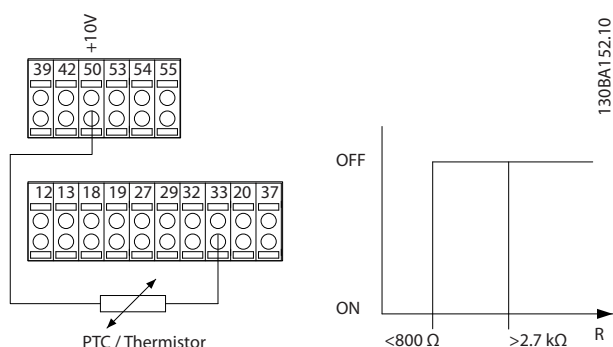 +10V
130BA152.10
39 42 50 53 54 55
12 13 18 19 27 29 32 33 20 37
OFF
ON
PTC / Thermistor
<800 Ω >2.7 kΩ R